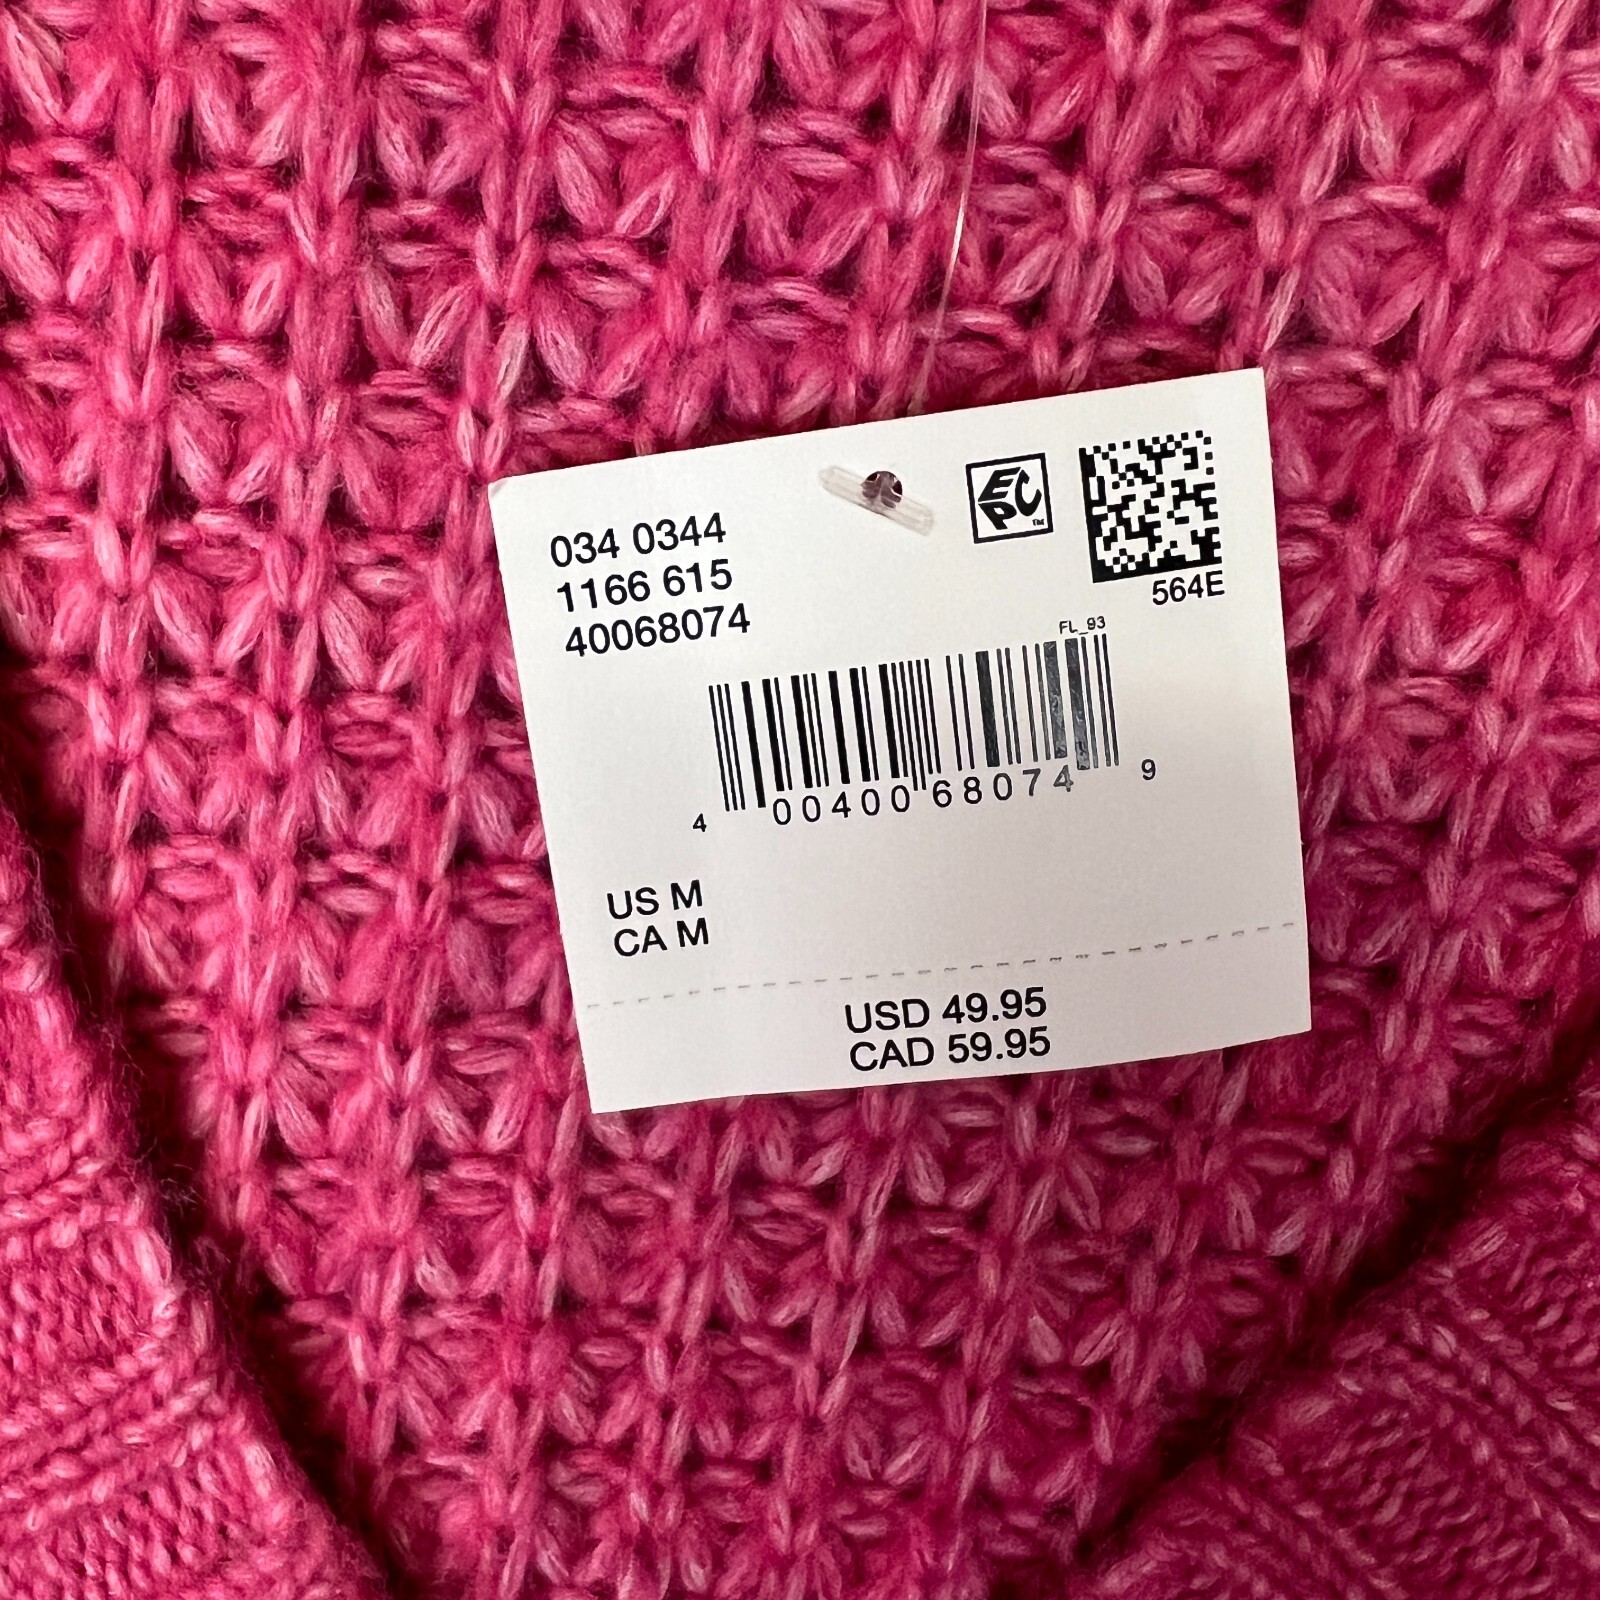 034 0344
1166 615
40068074
EPC™
564E
FL_93
4 00400 68074 9
US M
CA M
USD 49.95
CAD 59.95